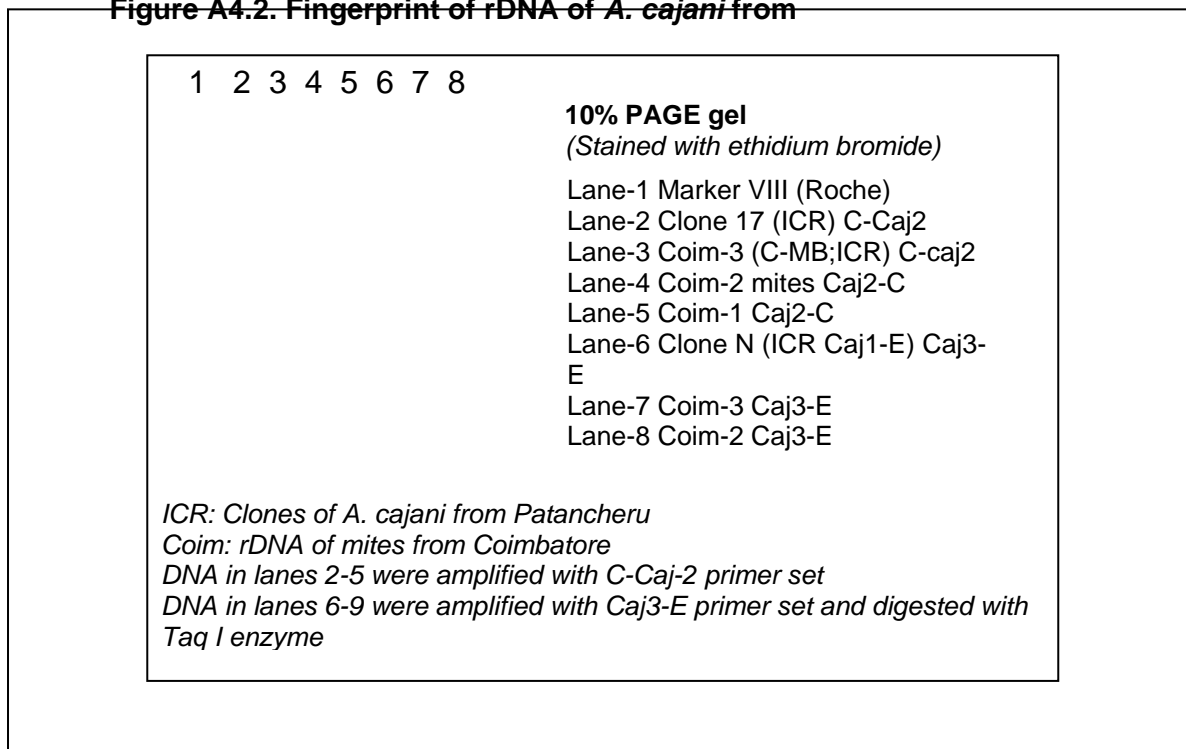 Figure A4.2. Fingerprint of rDNA of A. cajani from
1 2 3 4 5 6 7 8
10% PAGE gel
(Stained with ethidium bromide)
Lane-1 Marker VIII (Roche)
Lane-2 Clone 17 (ICR) C-Caj2
Lane-3 Coim-3 (C-MB;ICR) C-caj2
Lane-4 Coim-2 mites Caj2-C
Lane-5 Coim-1 Caj2-C
Lane-6 Clone N (ICR Caj1-E) Caj3-
E
Lane-7 Coim-3 Caj3-E
Lane-8 Coim-2 Caj3-E
ICR: Clones of A. cajani from Patancheru
Coim: rDNA of mites from Coimbatore
DNA in lanes 2-5 were amplified with C-Caj-2 primer set
DNA in lanes 6-9 were amplified with Caj3-E primer set and digested with
Taq I enzyme